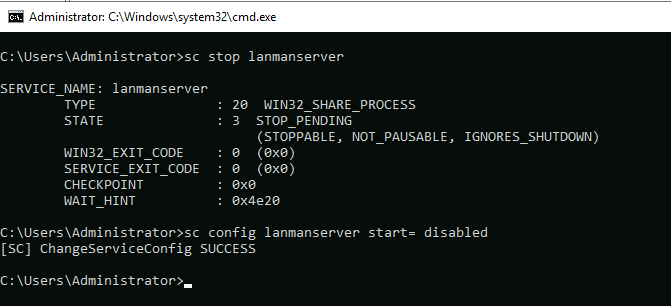 Administrator: C:\Windows\system32\cmd.exe
C:\Users\Administrator>sc stop lanmanserver
SERVICE_NAME: lanmanserver
        TYPE               : 20  WIN32_SHARE_PROCESS
        STATE              : 3  STOP_PENDING
                                (STOPPABLE, NOT_PAUSABLE, IGNORES_SHUTDOWN)
        WIN32_EXIT_CODE    : 0  (0x0)
        SERVICE_EXIT_CODE  : 0  (0x0)
        CHECKPOINT         : 0x0
        WAIT_HINT          : 0x4e20
C:\Users\Administrator>sc config lanmanserver start= disabled
[SC] ChangeServiceConfig SUCCESS
C:\Users\Administrator>